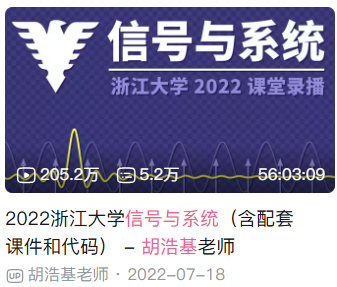 信号与系统
浙江大学 2022 课堂录播
205.2万 5.2万 56:03:09
2022浙江大学信号与系统（含配套
课件和代码） - 胡浩基老师
UP 胡浩基老师 · 2022-07-18